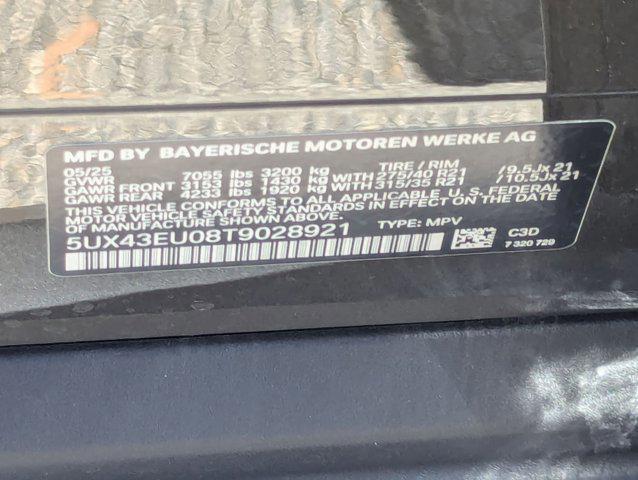 MFD BY BAYERISCHE MOTOREN WERKE AG
05/25 TIRE / RIM
GVWR 7055 lbs 3200 kg
GAWR FRONT 3153 lbs 1430 kg WITH 275/40 R21 /9.5Jx21
GAWR REAR 4233 lbs 1920 kg WITH 315/35 R21 /10.5Jx21
THIS VEHICLE CONFORMS TO ALL APPLICABLE U.S. FEDERAL
MOTOR VEHICLE SAFETY STANDARDS IN EFFECT ON THE DATE
OF MANUFACTURE SHOWN ABOVE.
5UX43EU08T9028921 TYPE: MPV
C3D
7 320 729